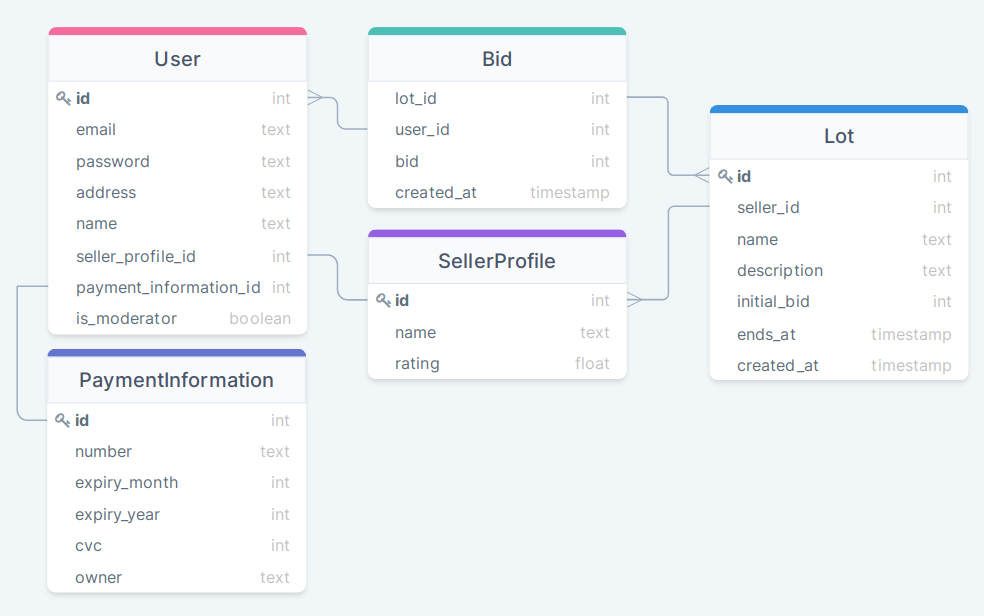 User
id int
email text
password text
address text
name text
seller_profile_id int
payment_information_id int
is_moderator boolean
Bid
lot_id int
user_id int
bid int
created_at timestamp
Lot
id int
seller_id int
name text
description text
initial_bid int
ends_at timestamp
created_at timestamp
SellerProfile
id int
name text
rating float
PaymentInformation
id int
number text
expiry_month int
expiry_year int
cvc int
owner text